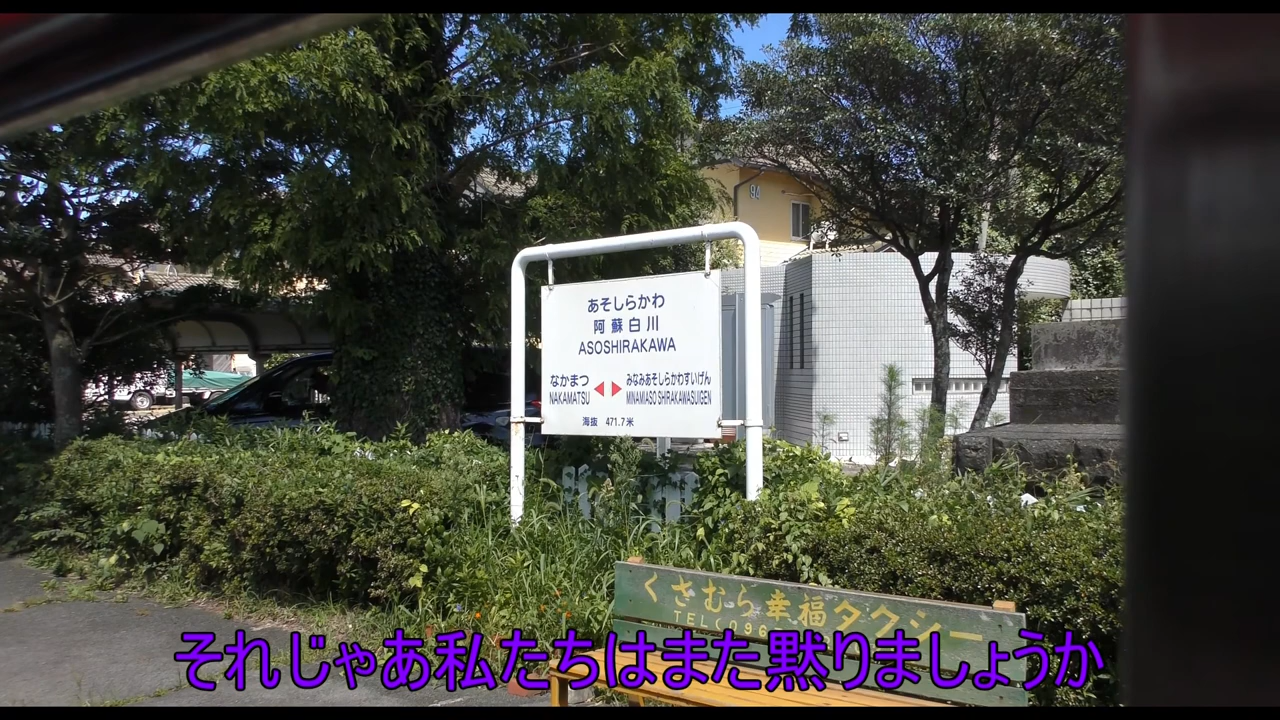 94
あそしらかわ
阿蘇白川
ASOSHIRAKAWA
なかまつ みなみあそしらかわすいげん
NAKAMATSU MINAMIASO SHIRAKAWASUIGEN
海抜 471.7米
くさむら幸福タクシー
TEL(096
それじゃあ私たちはまた黙りましょうか